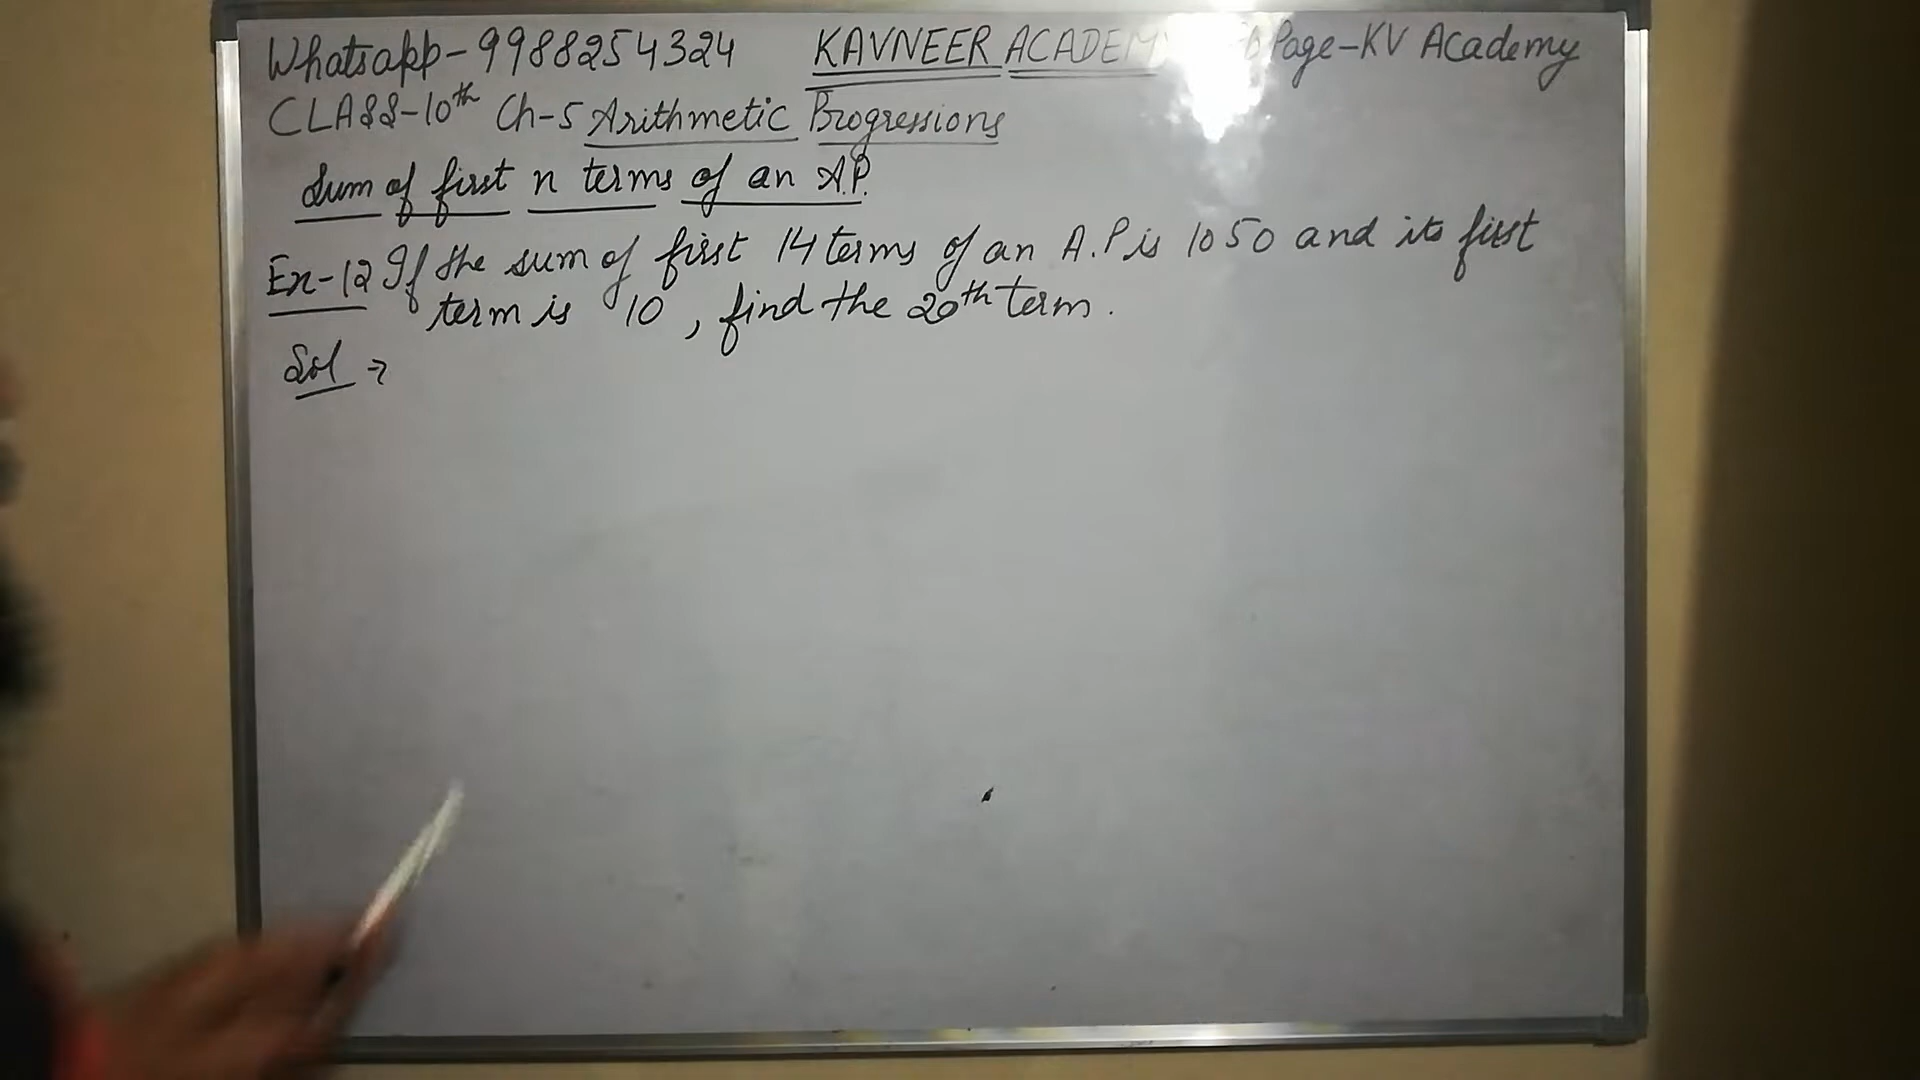 Whatsapp-9988254324 KAVNEER ACADEM Page-KV Academy
CLASS-10th Ch-5 Arithmetic Progressions
Sum of first n terms of an A.P.
Ex-12 If the sum of first 14 terms of an A.P is 1050 and its first
term is 10, find the 20th term.
Sol →